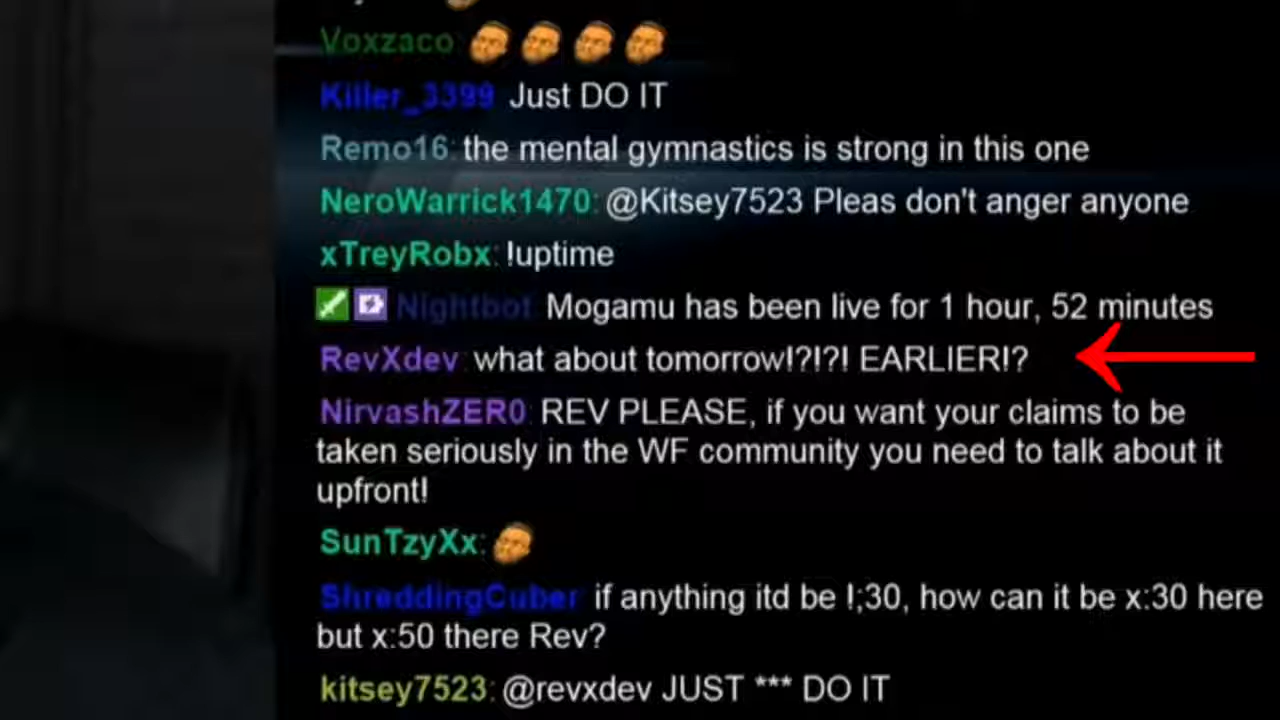 Voxzaco
Killer_3399 Just DO IT
Remo16: the mental gymnastics is strong in this one
NeroWarrick1470: @Kitsey7523 Pleas don't anger anyone
xTreyRobx: !uptime
Nightbot: Mogamu has been live for 1 hour, 52 minutes
RevXdev: what about tomorrow!?!?! EARLIER!?
NirvashZER0: REV PLEASE, if you want your claims to be
taken seriously in the WF community you need to talk about it
upfront!
SunTzyXx:
ShreddingCuber: if anything itd be !;30, how can it be x:30 here
but x:50 there Rev?
kitsey7523: @revxdev JUST *** DO IT